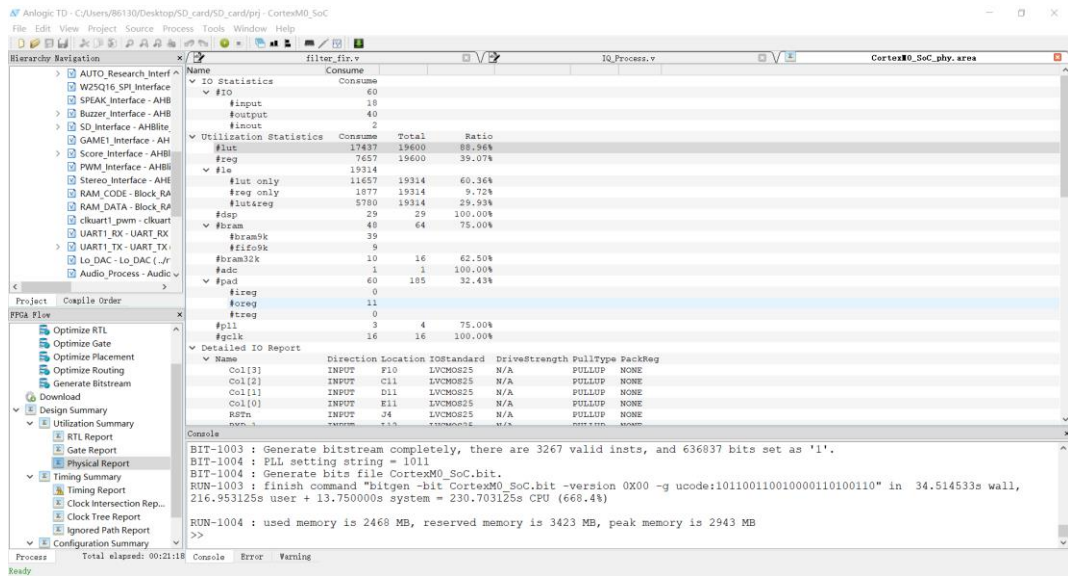 Anlogic TD - C:/Users/86130/Desktop/SD_card/SD_card/prj - CortexM0_SoC
File Edit View Project Source Process Tools Window Help
Hierarchy Navigation
filter_fir.v
IQ_Process.v
CortexM0_SoC_phy.area
AUTO_Research_Interf
W25Q16_SPI_Interface
SPEAK_Interface - AHB
Buzzer_Interface - AHB
SD_Interface - AHBlite_
GAME1_Interface - AH
Score_Interface - AHBl
PWM_Interface - AHBli
Stereo_Interface - AHE
RAM_CODE - Block_RA
RAM_DATA - Block_RA
clkuart1_pwm - clkuart
UART1_RX - UART_RX
UART1_TX - UART_TX
Lo_DAC - Lo_DAC (../r
Audio_Process - Audic
Project Compile Order
FPGA Flow
Optimize RTL
Optimize Gate
Optimize Placement
Optimize Routing
Generate Bitstream
Download
Design Summary
Utilization Summary
RTL Report
Gate Report
Physical Report
Timing Summary
Timing Report
Clock Intersection Rep...
Clock Tree Report
Ignored Path Report
Configuration Summary
Process Total elapsed: 00:21:18
Ready
Name Consume
IO Statistics Consume
#IO 60
#input 18
#output 40
#inout 2
Utilization Statistics Consume Total Ratio
#lut 17437 19600 88.96%
#reg 7657 19600 39.07%
#le 19314
#lut only 11657 19314 60.36%
#reg only 1877 19314 9.72%
#lut&reg 5780 19314 29.93%
#dsp 29 29 100.00%
#bram 48 64 75.00%
#bram9k 39
#fifo9k 9
#bram32k 10 16 62.50%
#adc 1 1 100.00%
#pad 60 185 32.43%
#ireg 0
#oreg 11
#treg 0
#pll 3 4 75.00%
#gclk 16 16 100.00%
Detailed IO Report
Name Direction Location IOStandard DriveStrength PullType PackReg
Col[3] INPUT F10 LVCMOS25 N/A PULLUP NONE
Col[2] INPUT C11 LVCMOS25 N/A PULLUP NONE
Col[1] INPUT D11 LVCMOS25 N/A PULLUP NONE
Col[0] INPUT E11 LVCMOS25 N/A PULLUP NONE
RSTn INPUT J4 LVCMOS25 N/A PULLUP NONE
Console
BIT-1003 : Generate bitstream completely, there are 3267 valid insts, and 636837 bits set as '1'.
BIT-1004 : PLL setting string = 1011
BIT-1004 : Generate bits file CortexM0_SoC.bit.
RUN-1003 : finish command "bitgen -bit CortexM0_SoC.bit -version 0X00 -g ucode:10110011001000011010​0110" in 34.514533s wall,
216.953125s user + 13.750000s system = 230.703125s CPU (668.4%)
RUN-1004 : used memory is 2468 MB, reserved memory is 3423 MB, peak memory is 2943 MB
>>
Console Error Warning